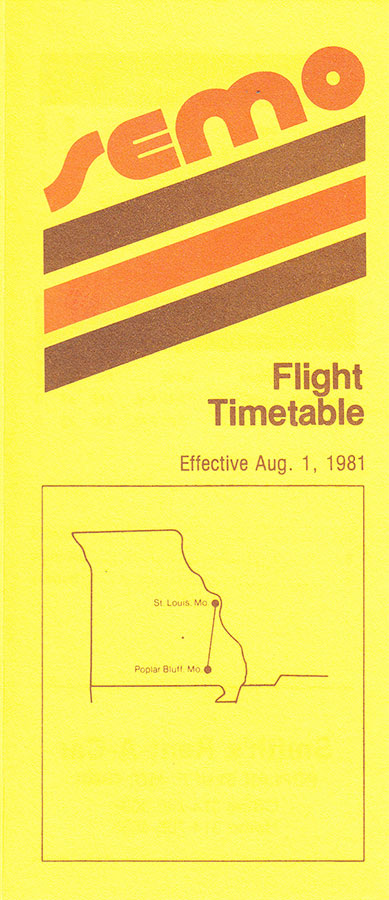 semo
Flight
Timetable
Effective Aug. 1, 1981
St. Louis, Mo.
Poplar Bluff, Mo.